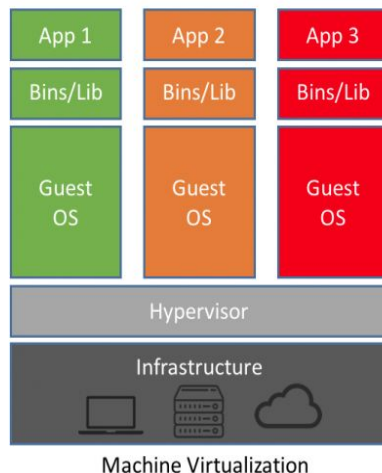 App 1 App 2 App 3
Bins/Lib Bins/Lib Bins/Lib
Guest Guest Guest
OS OS OS
Hypervisor
Infrastructure
Machine Virtualization